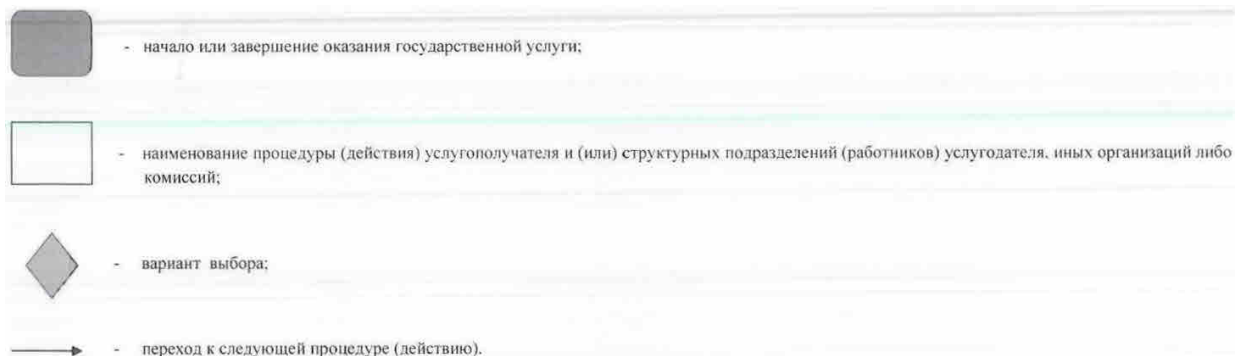 - начало или завершение оказания государственной услуги;
- наименование процедуры (действия) услугополучателя и (или) структурных подразделений (работников) услугодателя, иных организаций либо
комиссий;
- вариант выбора;
- переход к следующей процедуре (действию).